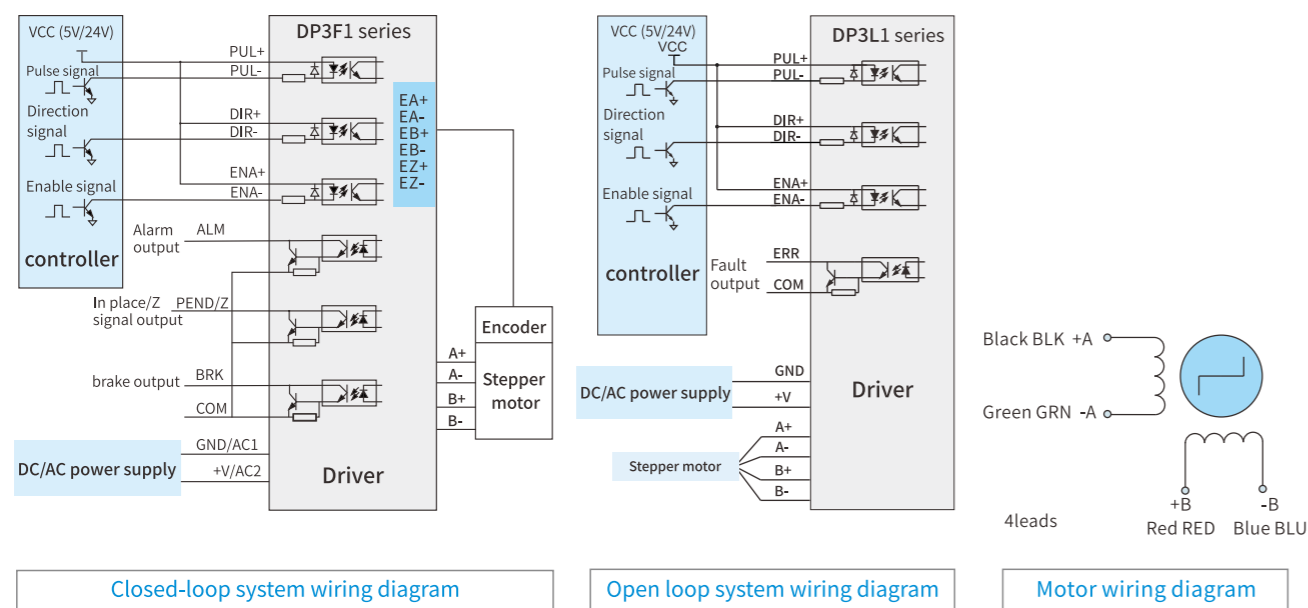 VCC (5V/24V)
Pulse signal
Direction
signal
Enable signal
controller
DP3F1 series
PUL+
PUL-
DIR+
DIR-
ENA+
ENA-
EA+
EA-
EB+
EB-
EZ+
EZ-
Alarm
output
ALM
In place/Z
signal output
PEND/Z
brake output
BRK
COM
DC/AC power supply
GND/AC1
+V/AC2
Driver
A+
A-
B+
B-
Encoder
Stepper
motor
Closed-loop system wiring diagram
VCC (5V/24V)
VCC
Pulse signal
Direction
signal
Enable signal
controller
DP3L1 series
PUL+
PUL-
DIR+
DIR-
ENA+
ENA-
Fault
output
ERR
COM
DC/AC power supply
GND
+V
Driver
Stepper motor
A+
A-
B+
B-
Open loop system wiring diagram
Black BLK +A
Green GRN -A
+B
-B
Red RED
Blue BLU
4leads
Motor wiring diagram